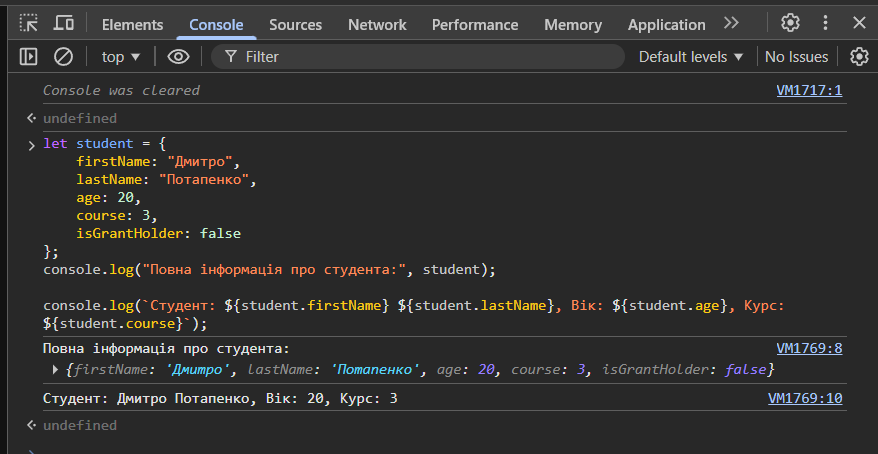 Elements Console Sources Network Performance Memory Application
top Filter Default levels No Issues
Console was cleared VM1717:1
undefined
let student = {
    firstName: "Дмитро",
    lastName: "Потапенко",
    age: 20,
    course: 3,
    isGrantHolder: false
};
console.log("Повна інформація про студента:", student);
console.log(`Студент: ${student.firstName} ${student.lastName}, Вік: ${student.age}, Курс:
${student.course}`);
Повна інформація про студента: VM1769:8
{firstName: 'Дмитро', lastName: 'Потапенко', age: 20, course: 3, isGrantHolder: false}
Студент: Дмитро Потапенко, Вік: 20, Курс: 3 VM1769:10
undefined